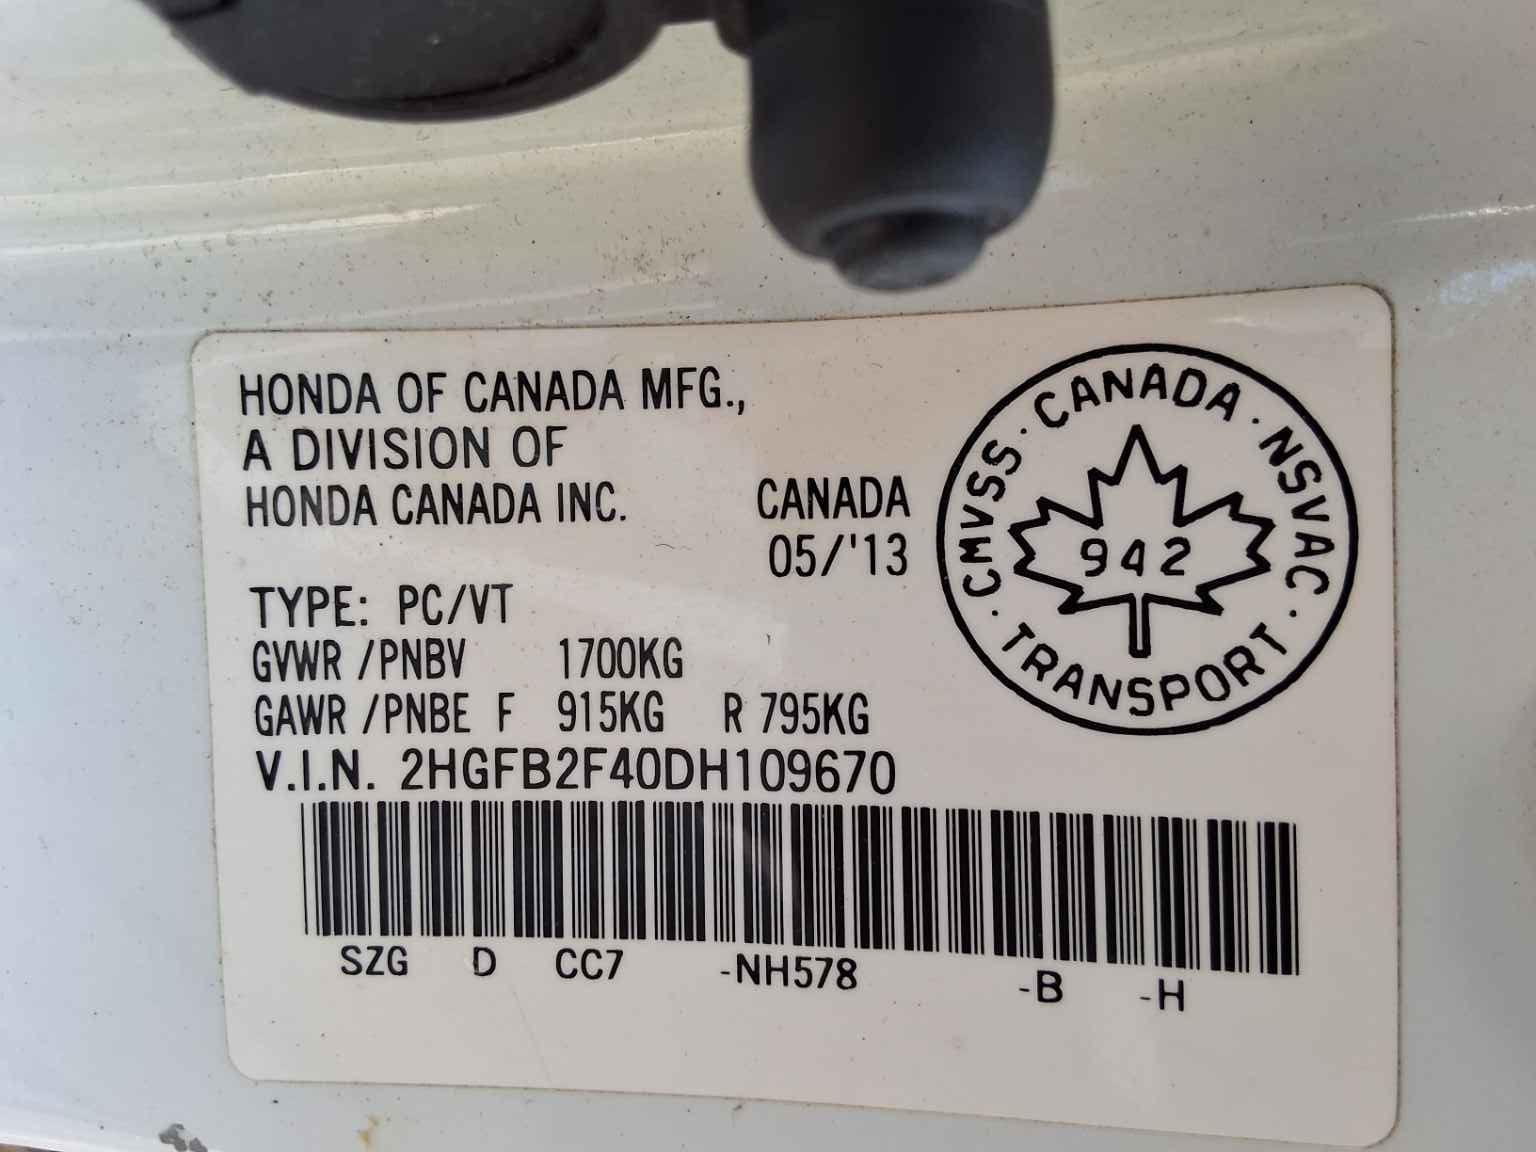 HONDA OF CANADA MFG.,
A DIVISION OF
HONDA CANADA INC.
CANADA
05/'13
· CANADA · NSVAC · TRANSPORT · CMVSS
942
TYPE: PC/VT
GVWR /PNBV 1700KG
GAWR /PNBE F 915KG R 795KG
V.I.N. 2HGFB2F40DH109670
SZG D CC7 -NH578 -B -H